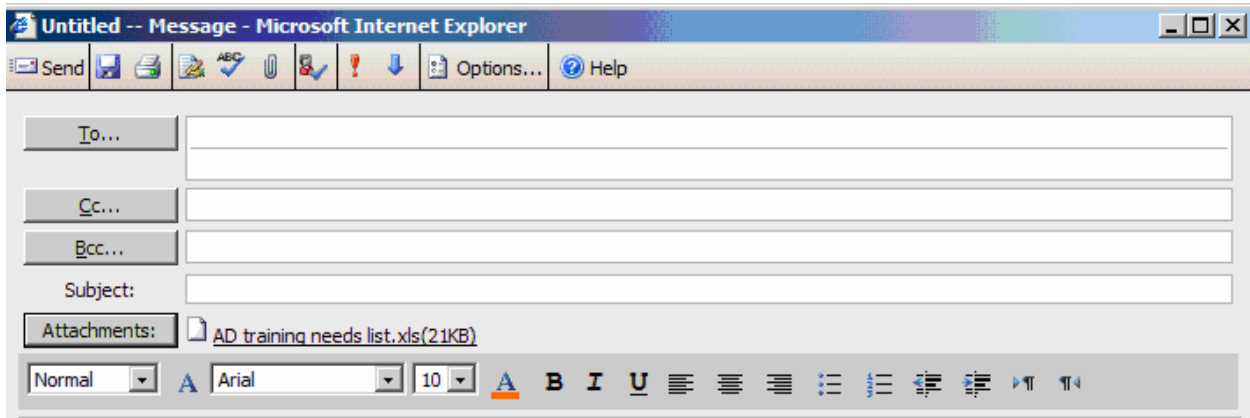 Untitled -- Message - Microsoft Internet Explorer
Send ABC Options... Help
To...
Cc...
Bcc...
Subject:
Attachments: AD training needs list.xls(21KB)
Normal A Arial 10 A B I U